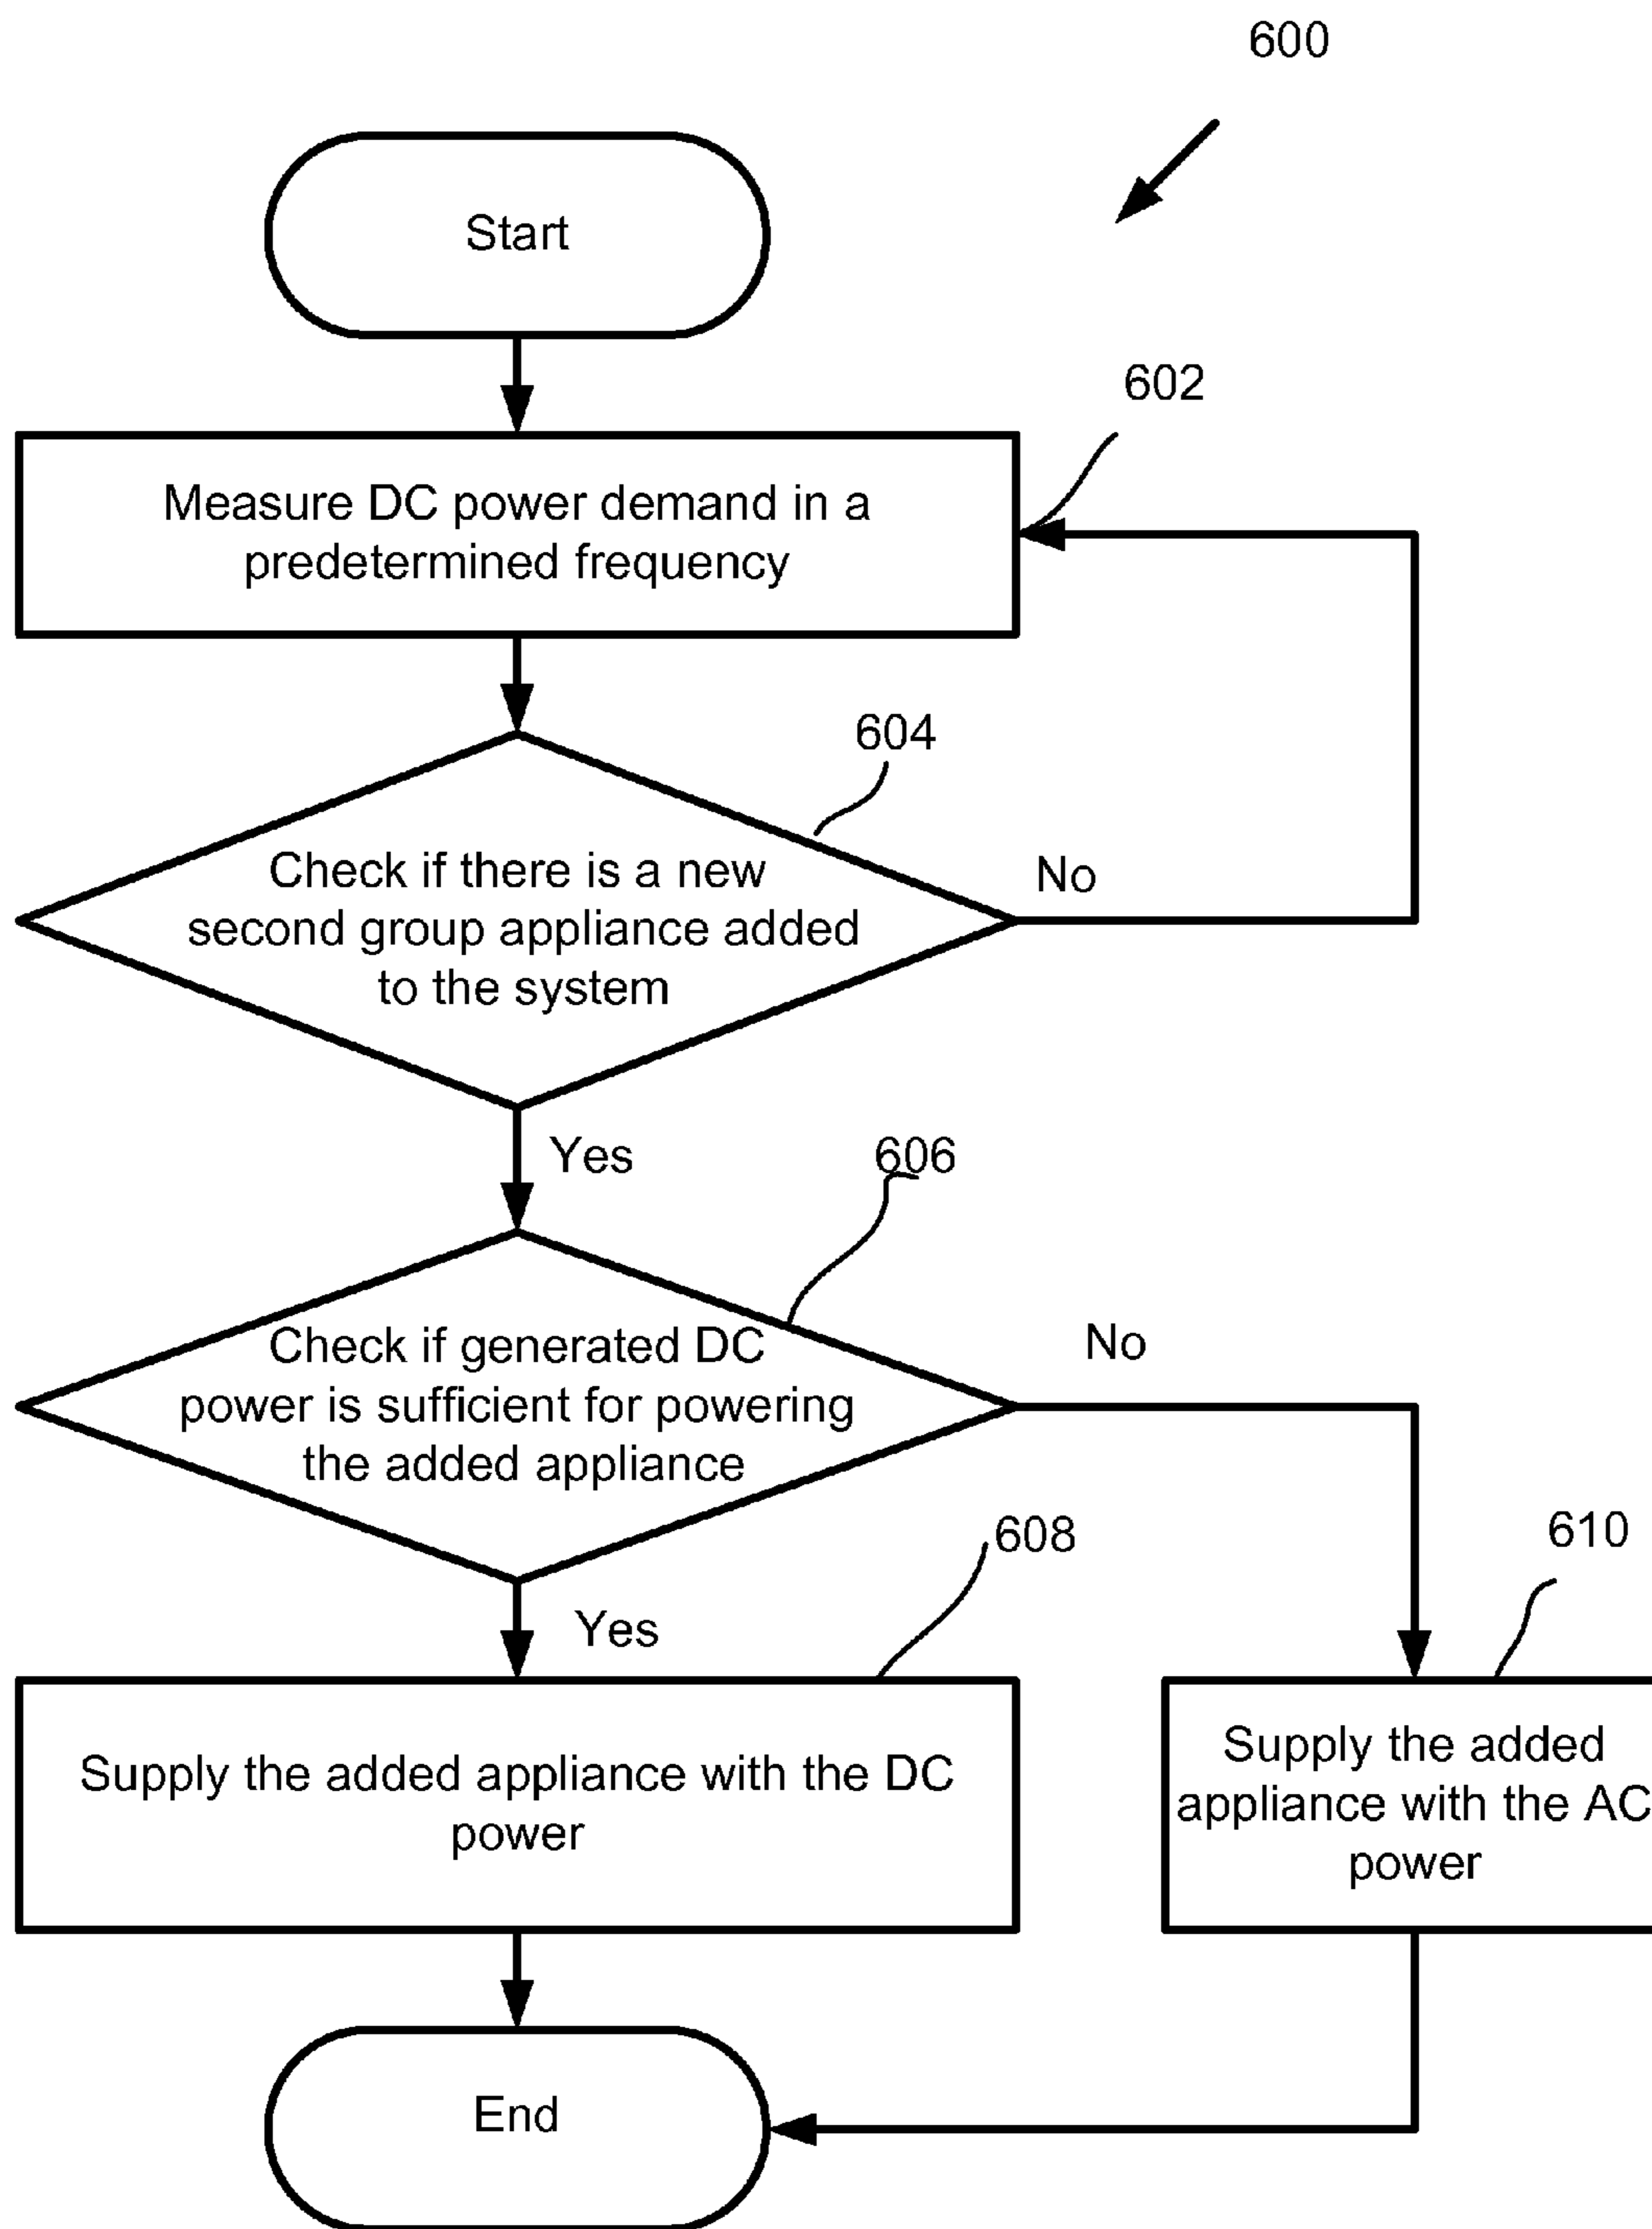 600
Start
602
Measure DC power demand in a
predetermined frequency
604
Check if there is a new
second group appliance added
to the system
No
Yes
606
Check if generated DC
power is sufficient for powering
the added appliance
No
Yes
608
610
Supply the added appliance with the DC
power
Supply the added
appliance with the AC
power
End